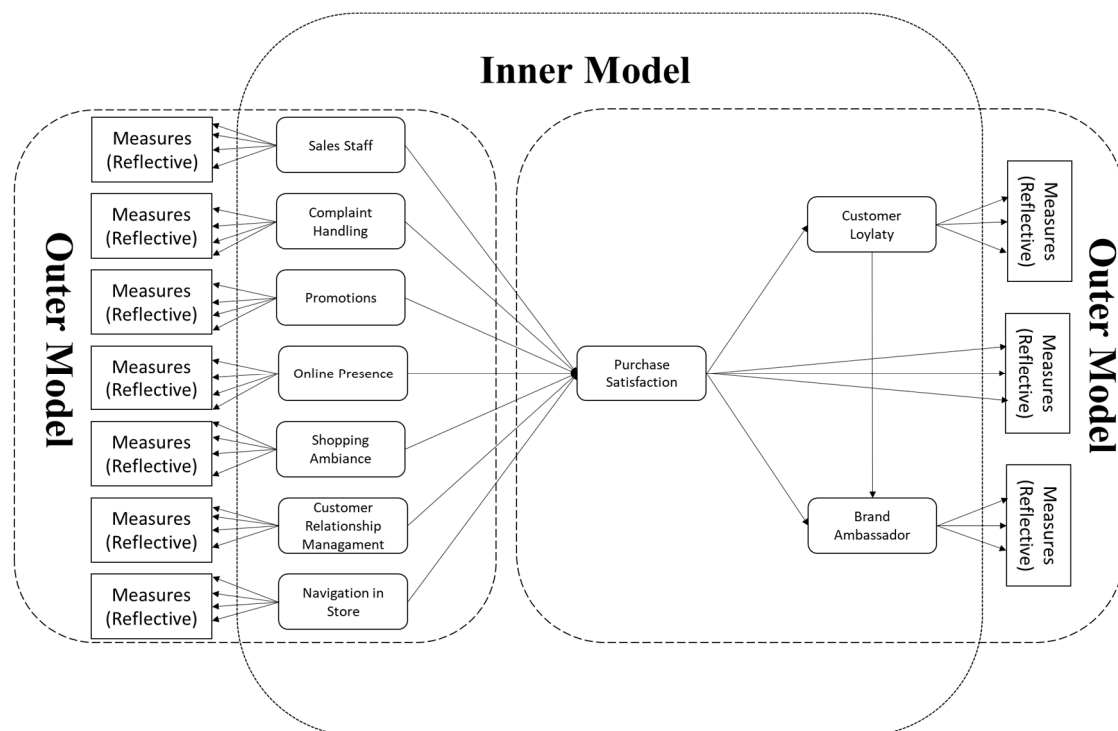 Inner Model
Outer Model
Measures
(Reflective)
Sales Staff
Measures
(Reflective)
Complaint
Handling
Measures
(Reflective)
Promotions
Measures
(Reflective)
Online Presence
Measures
(Reflective)
Shopping
Ambiance
Measures
(Reflective)
Customer
Relationship
Managament
Measures
(Reflective)
Navigation in
Store
Purchase
Satisfaction
Customer
Loylaty
Brand
Ambassador
Measures
(Reflective)
Measures
(Reflective)
Measures
(Reflective)
Outer Model